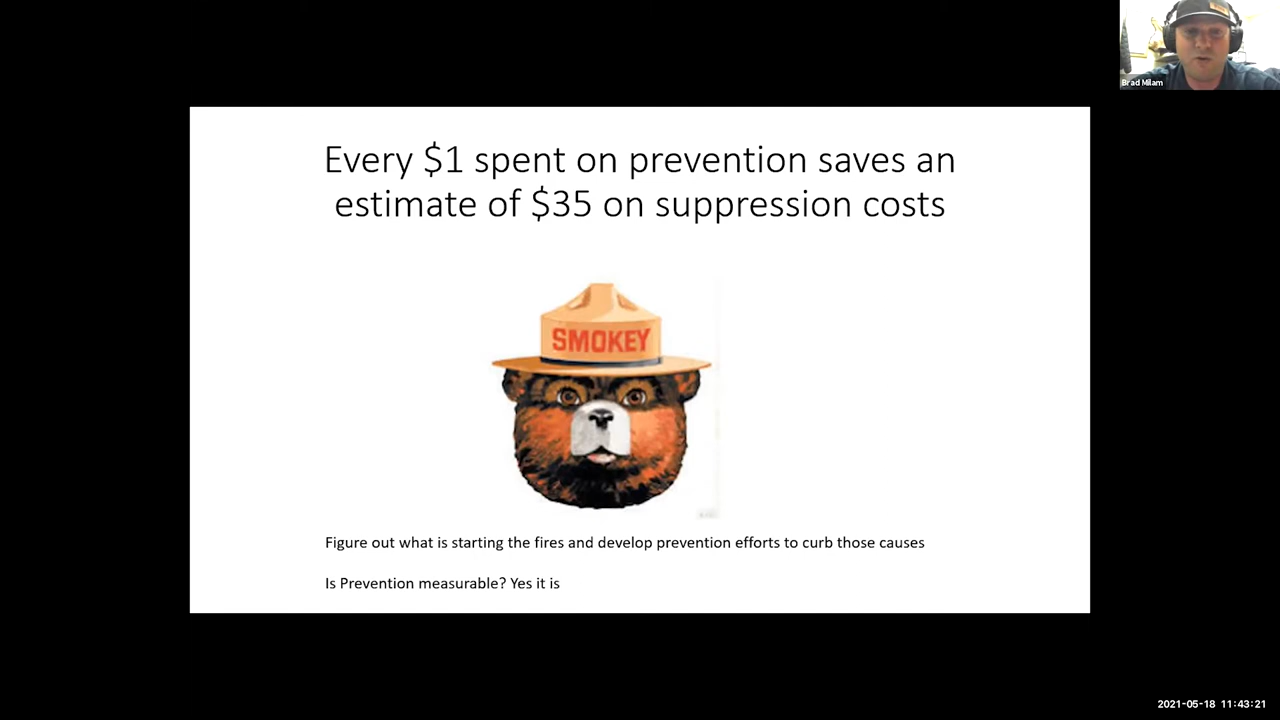 Brad Milam
Every $1 spent on prevention saves an
estimate of $35 on suppression costs
SMOKEY
Figure out what is starting the fires and develop prevention efforts to curb those causes
Is Prevention measurable? Yes it is
2021-05-18 11:43:21